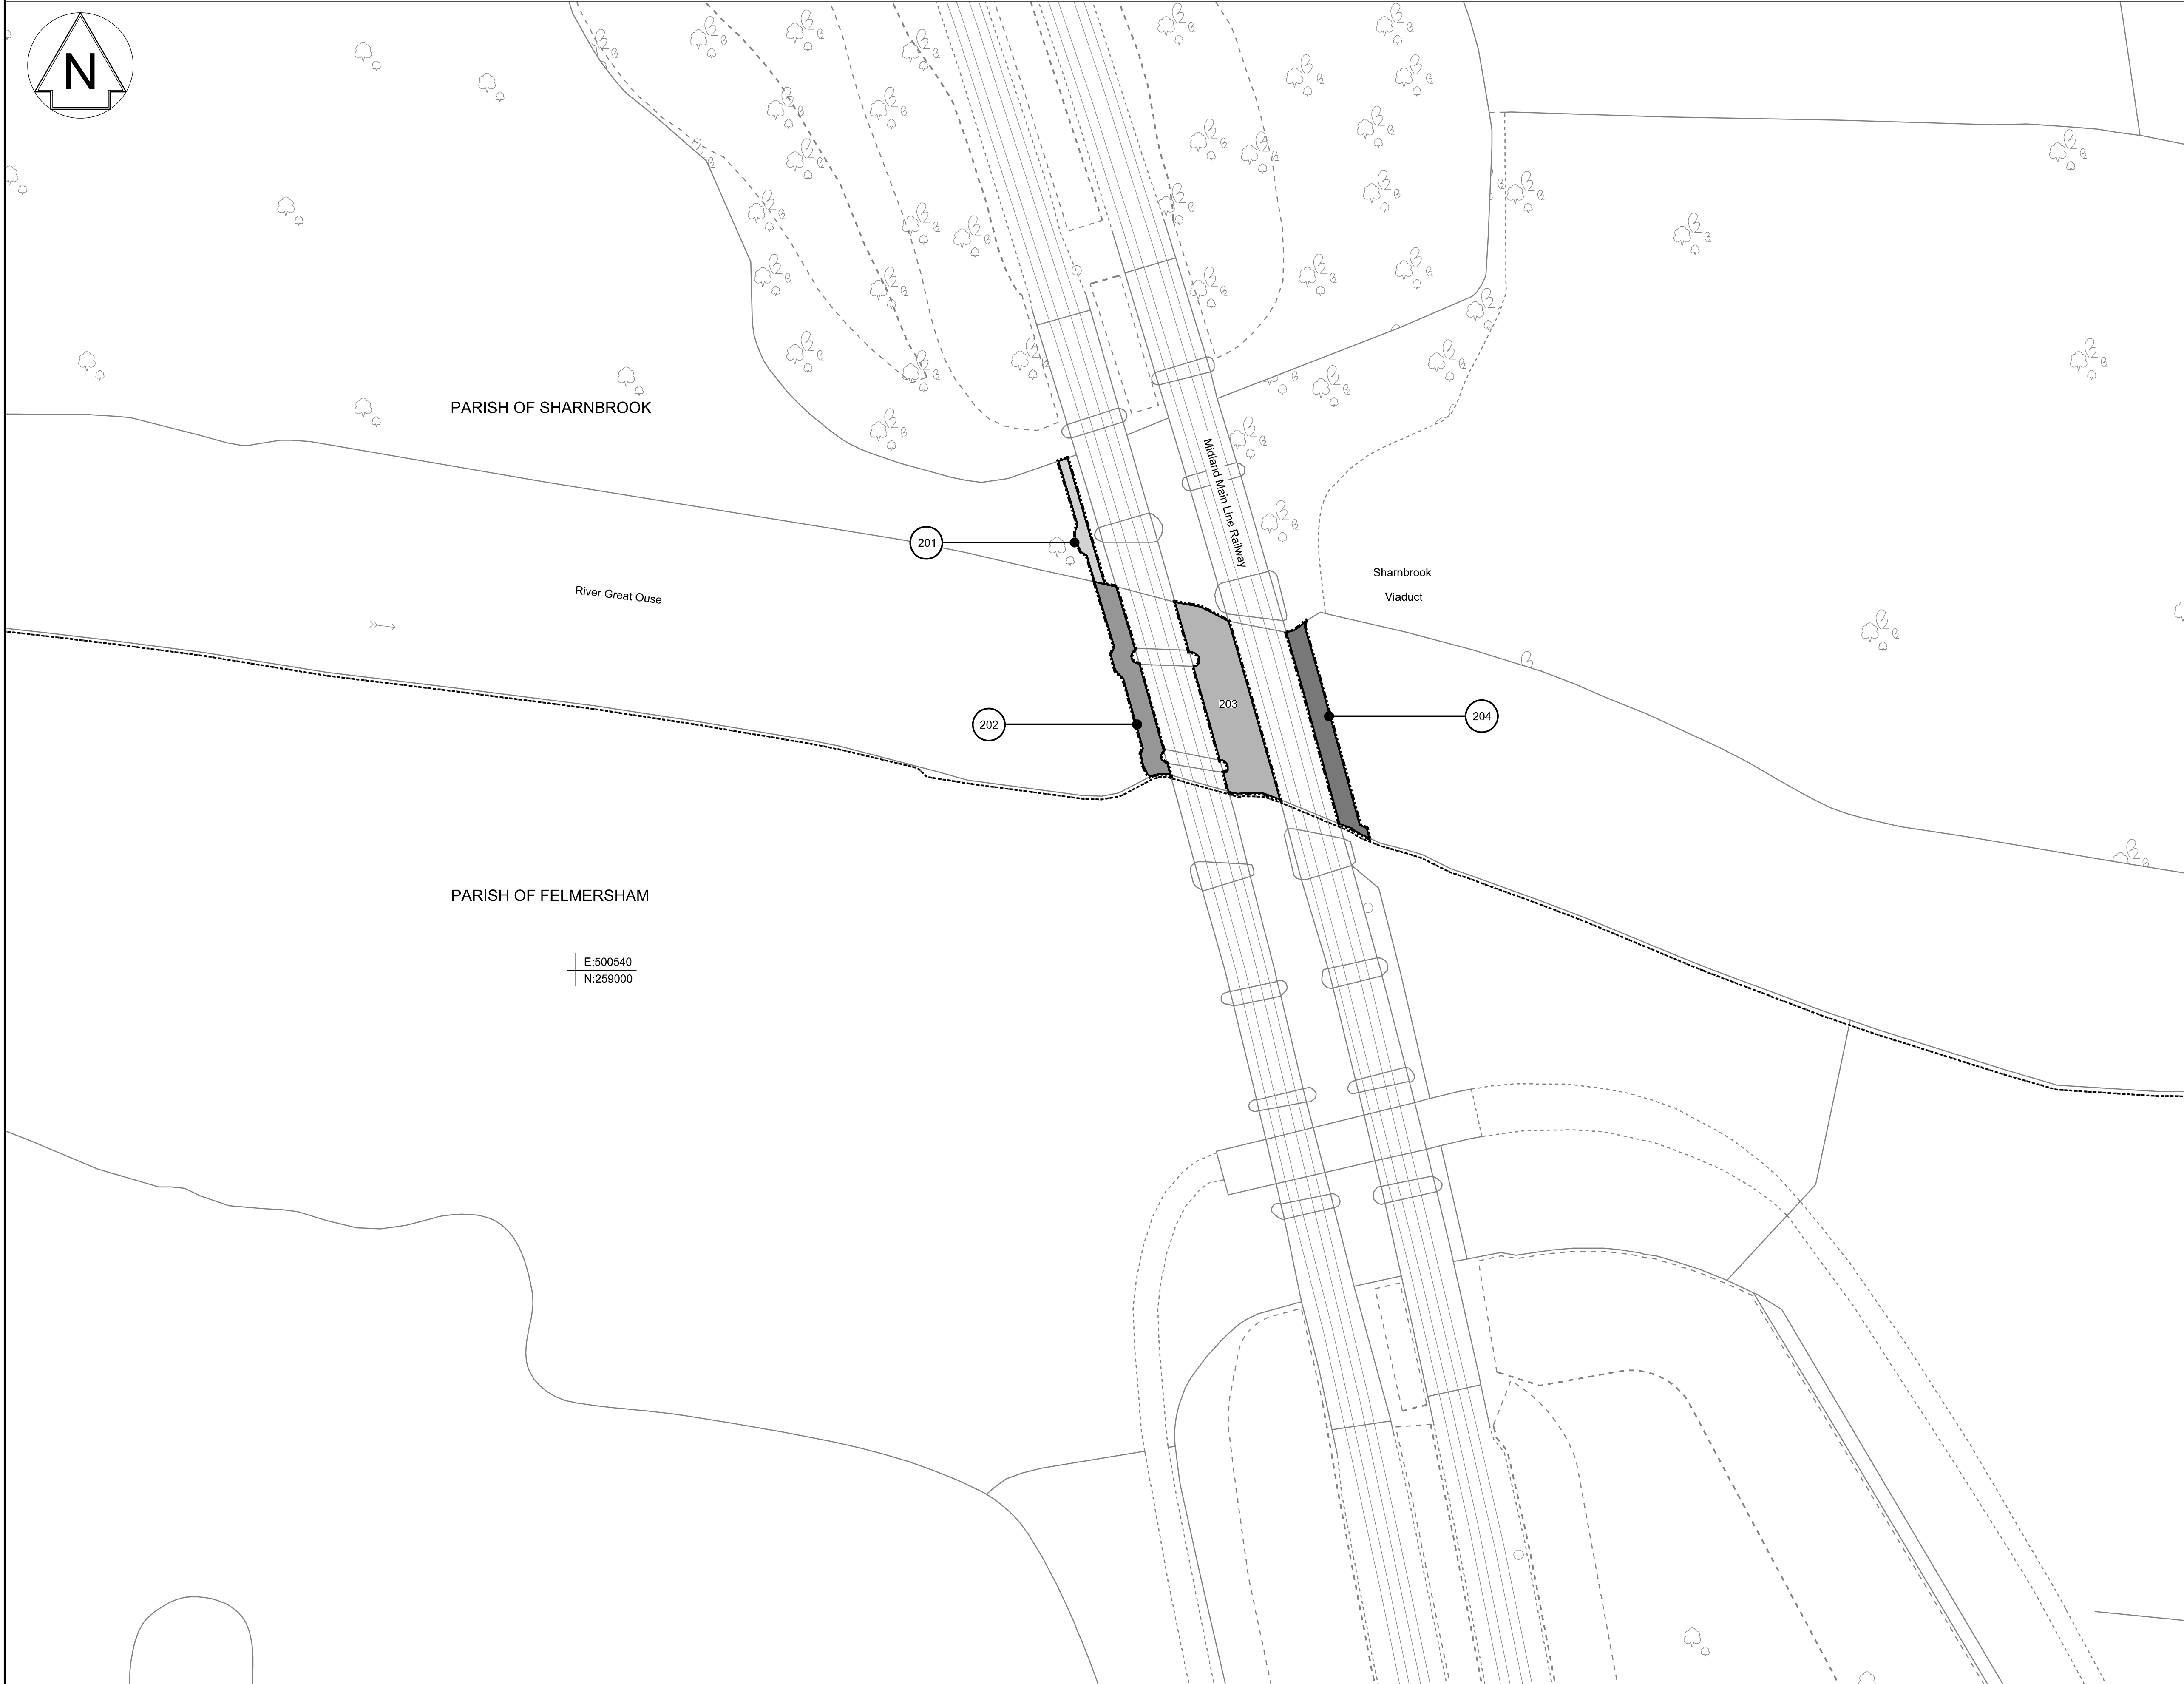 N
PARISH OF SHARNBROOK
Midland Main Line Railway
201
River Great Ouse
Sharnbrook
Viaduct
203
202
204
PARISH OF FELMERSHAM
E:500540
N:259000